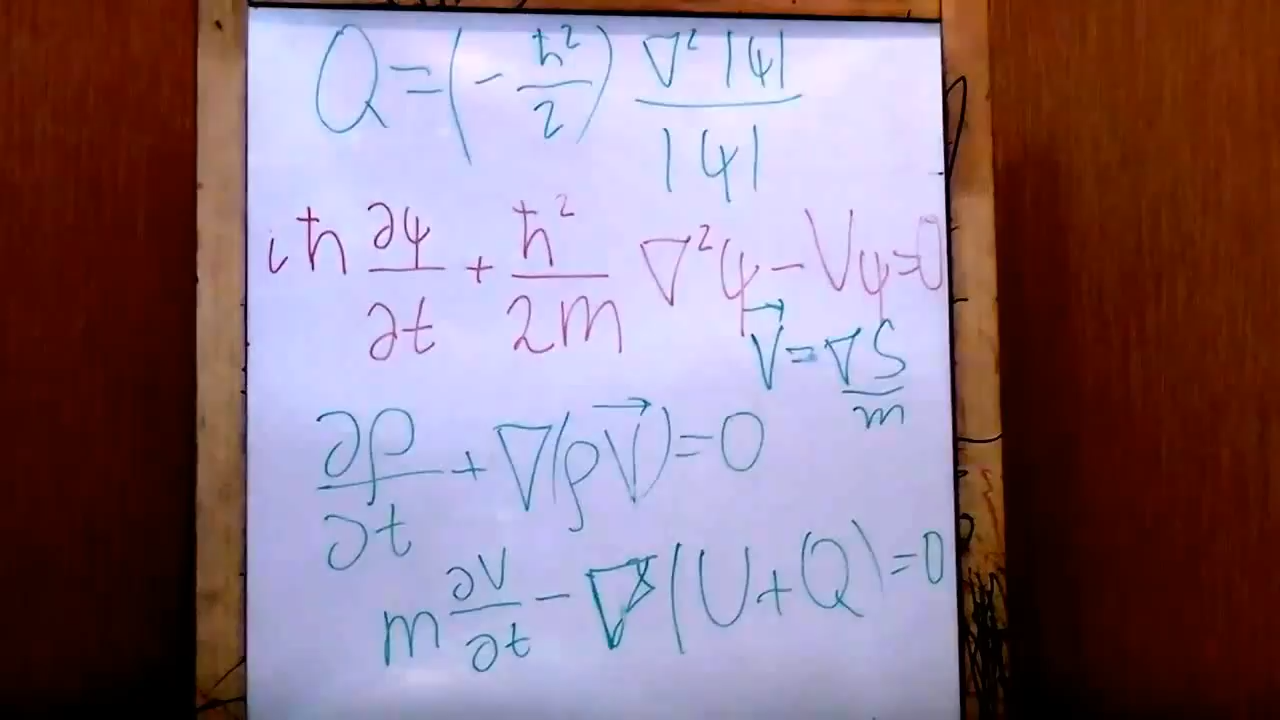 Q = (-ħ²/2) ∇²|ψ|/|ψ|
iħ ∂ψ/∂t + ħ²/2m ∇²ψ - Vψ = 0
V⃗ = ∇S/m
∂ρ/∂t + ∇(ρV⃗) = 0
m ∂V/∂t - ∇(U + Q) = 0